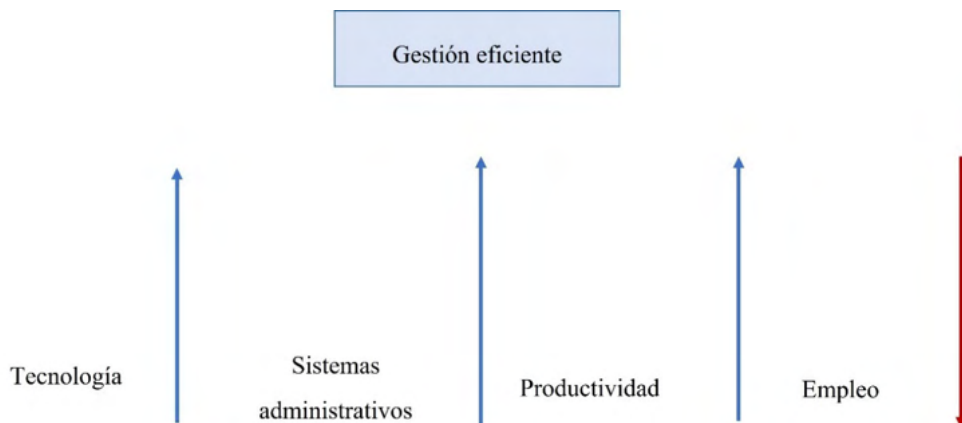 Gestión eficiente
Tecnología
Sistemas
administrativos
Productividad
Empleo